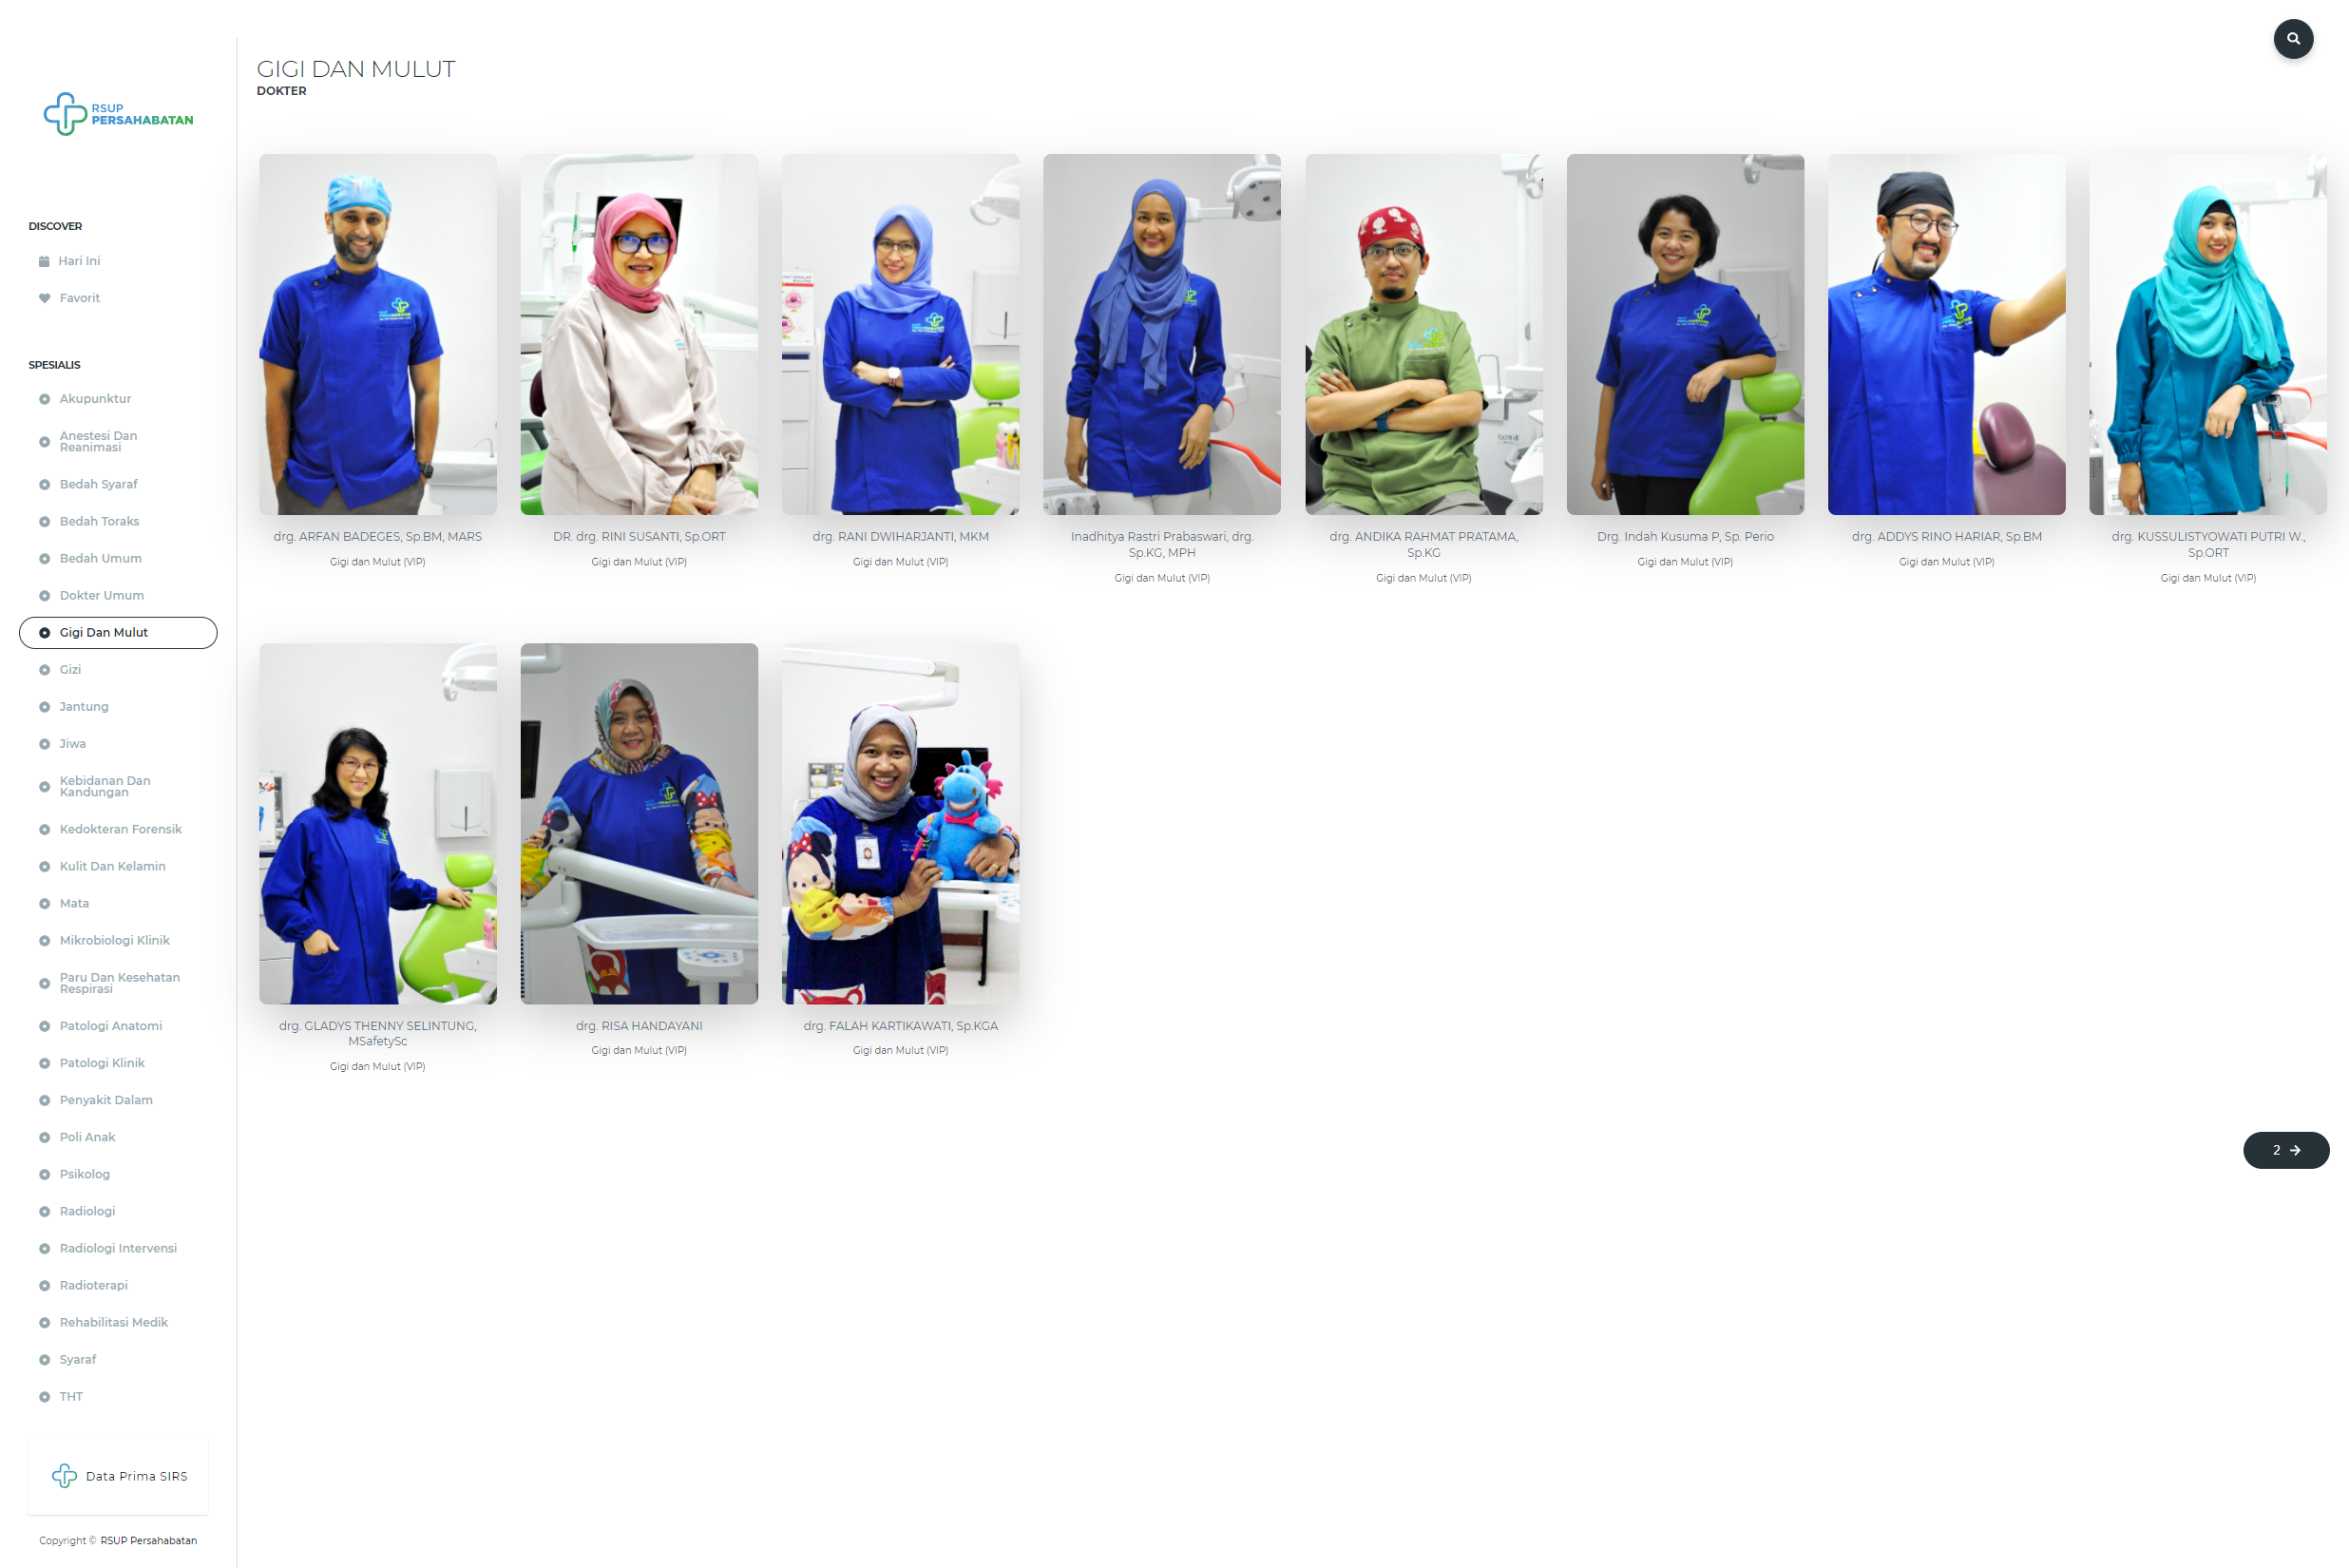 RSUP
PERSAHABATAN
DISCOVER
Hari Ini
Favorit
SPESIALIS
Akupunktur
Anestesi Dan
Reanimasi
Bedah Syaraf
Bedah Toraks
Bedah Umum
Dokter Umum
Gigi Dan Mulut
Gizi
Jantung
Jiwa
Kebidanan Dan
Kandungan
Kedokteran Forensik
Kulit Dan Kelamin
Mata
Mikrobiologi Klinik
Paru Dan Kesehatan
Respirasi
Patologi Anatomi
Patologi Klinik
Penyakit Dalam
Poli Anak
Psikolog
Radiologi
Radiologi Intervensi
Radioterapi
Rehabilitasi Medik
Syaraf
THT
Data Prima SIRS
Copyright © RSUP Persahabatan
GIGI DAN MULUT
DOKTER
drg. ARFAN BADEGES, Sp.BM, MARS
Gigi dan Mulut (VIP)
DR. drg. RINI SUSANTI, Sp.ORT
Gigi dan Mulut (VIP)
drg. RANI DWIHARJANTI, MKM
Gigi dan Mulut (VIP)
Inadhitya Rastri Prabaswari, drg.
Sp.KG, MPH
Gigi dan Mulut (VIP)
drg. ANDIKA RAHMAT PRATAMA,
Sp.KG
Gigi dan Mulut (VIP)
Drg. Indah Kusuma P, Sp. Perio
Gigi dan Mulut (VIP)
drg. ADDYS RINO HARIAR, Sp.BM
Gigi dan Mulut (VIP)
drg. KUSSULISTYOWATI PUTRI W.,
Sp.ORT
Gigi dan Mulut (VIP)
drg. GLADYS THENNY SELINTUNG,
MSafetySc
Gigi dan Mulut (VIP)
drg. RISA HANDAYANI
Gigi dan Mulut (VIP)
drg. FALAH KARTIKAWATI, Sp.KGA
Gigi dan Mulut (VIP)
2